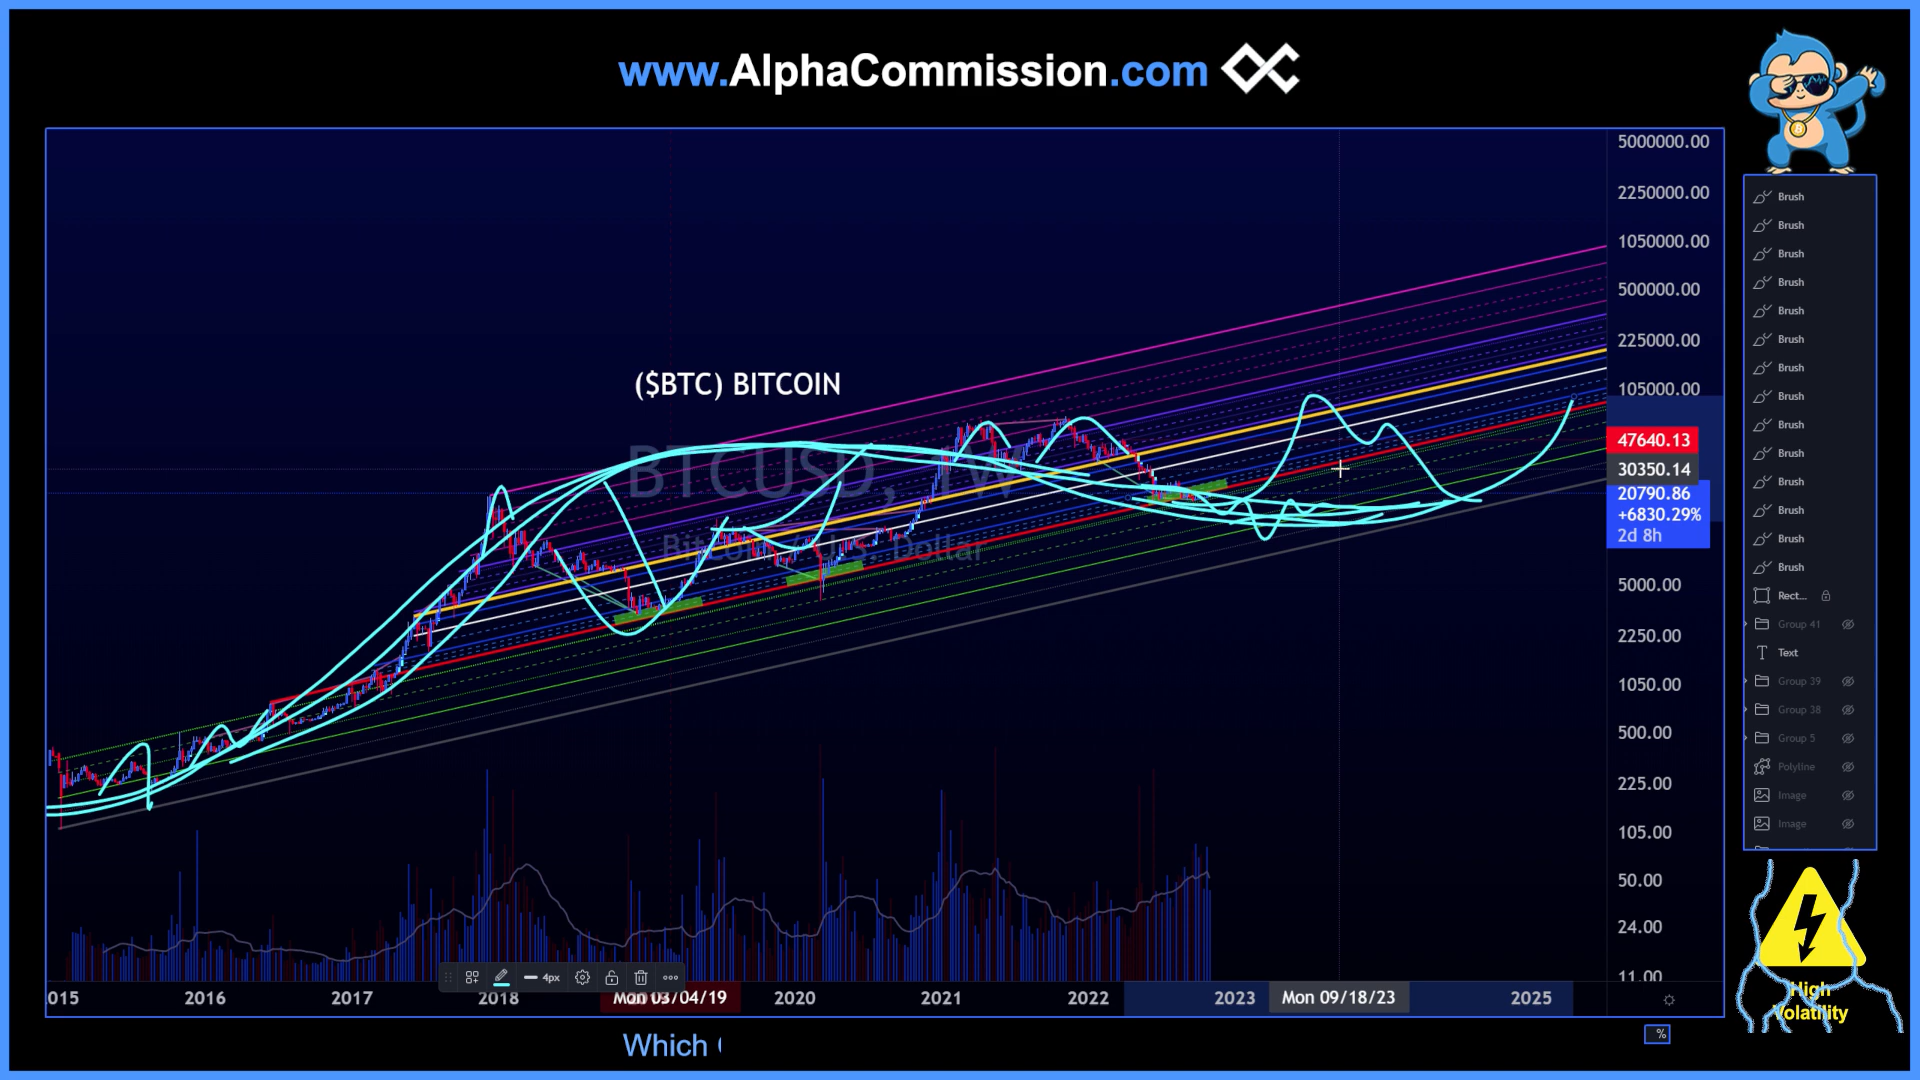 www.AlphaCommission.com
5000000.00
2250000.00
1050000.00
500000.00
225000.00
105000.00
47640.13
30350.14
20790.86
+6830.29%
2d 8h
5000.00
2250.00
1050.00
500.00
225.00
105.00
50.00
24.00
11.00
($BTC) BITCOIN
BTCUSD, 1W
Bitcoin / U.S. Dollar
4px
015
2016
2017
2018
Mon 03/04/19
2020
2021
2022
2023
Mon 09/18/23
2025
Which
%
Brush
Brush
Brush
Brush
Brush
Brush
Brush
Brush
Brush
Brush
Brush
Brush
Brush
Brush
Rect...
Group 41
Text
Group 39
Group 38
Group 5
Polyline
Image
Image
High
Volatility